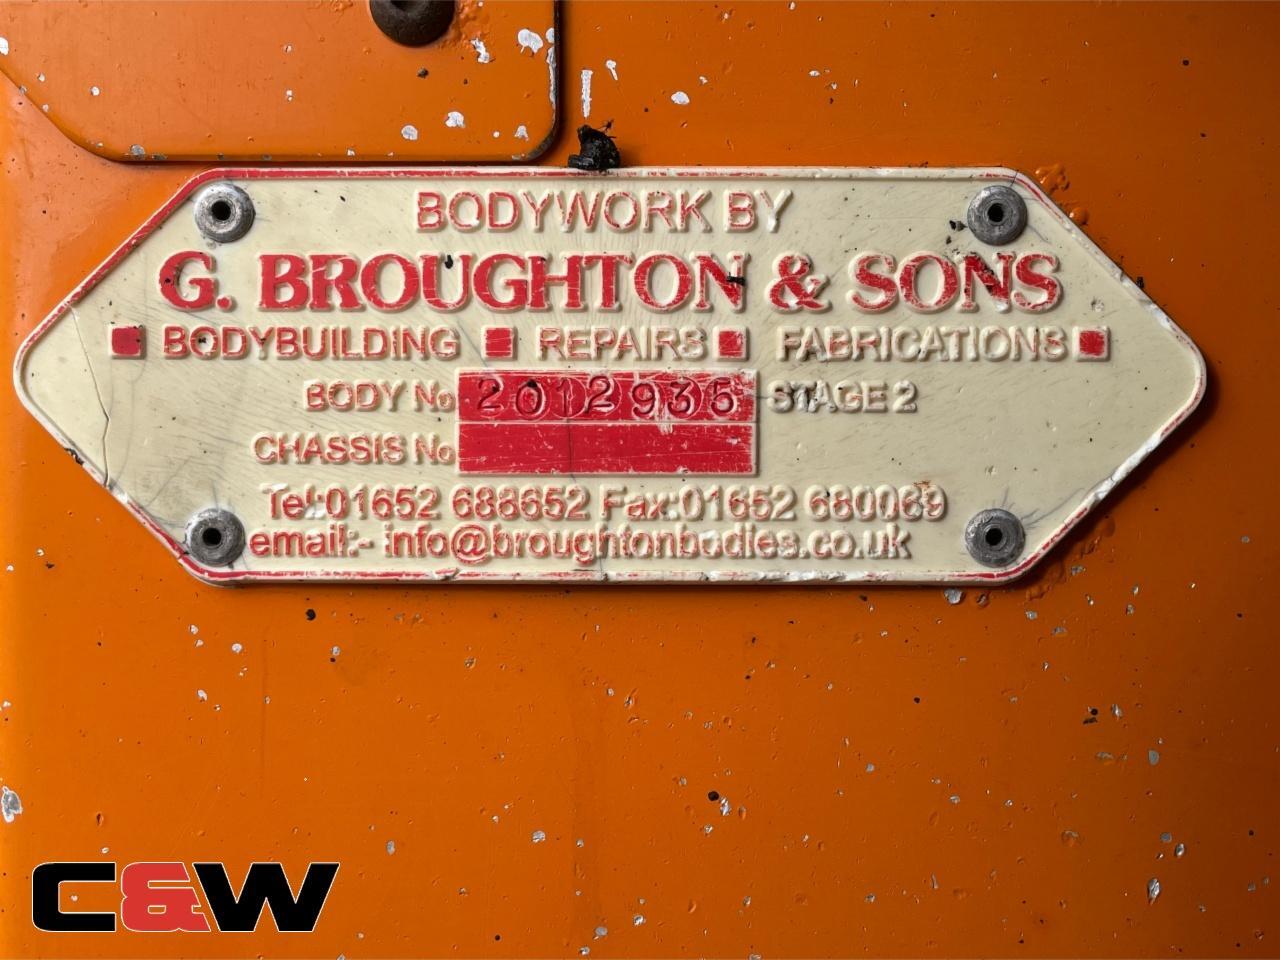 BODYWORK BY
G. BROUGHTON & SONS
BODYBUILDING REPAIRS FABRICATIONS
BODY No 2012935 STAGE 2
CHASSIS No
Tel:01652 688652 Fax:01652 680069
email:- info@broughtonbodies.co.uk
C&W